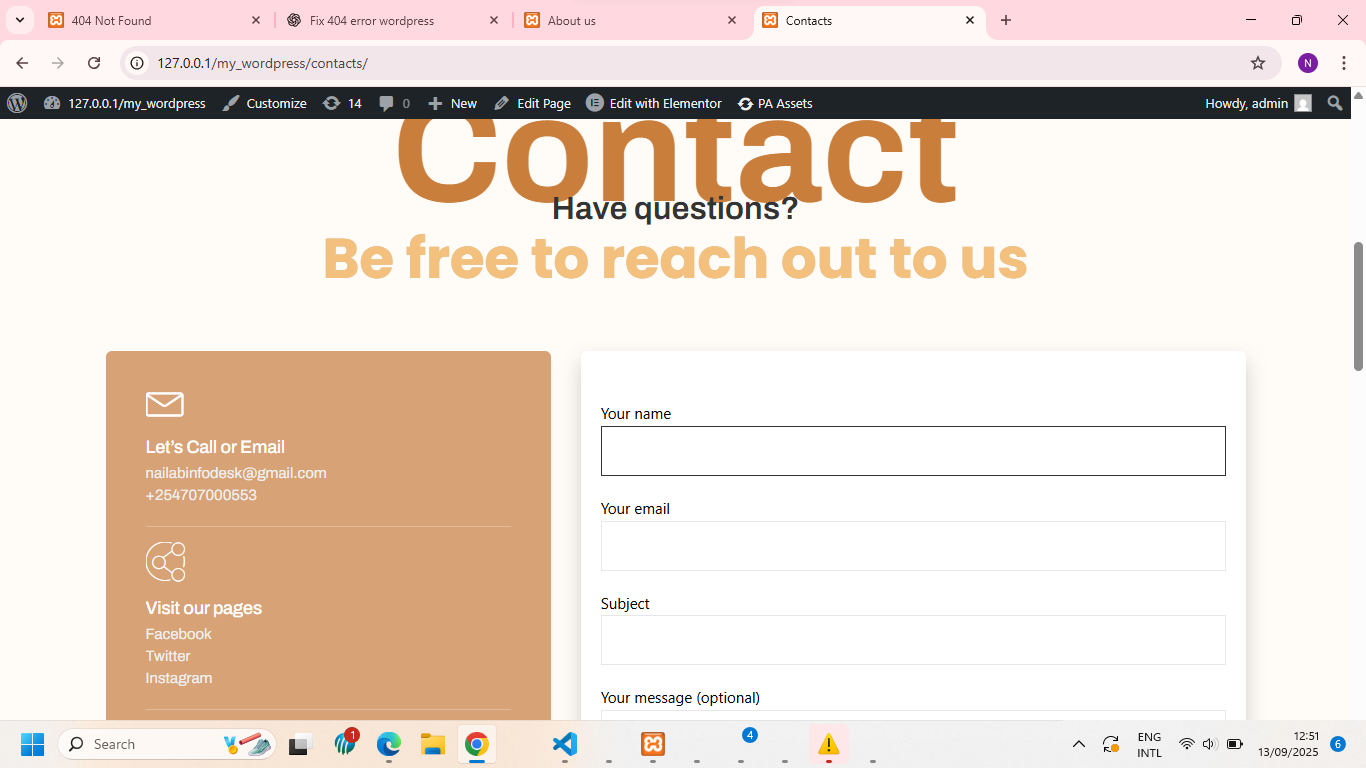 404 Not Found
Fix 404 error wordpress
About us
Contacts
127.0.0.1/my_wordpress/contacts/
N
127.0.0.1/my_wordpress
Customize
14
0
New
Edit Page
Edit with Elementor
PA Assets
Howdy, admin
Contact
Have questions?
Be free to reach out to us
Let's Call or Email
nailabinfodesk@gmail.com
+254707000553
Visit our pages
Facebook
Twitter
Instagram
Your name
Your email
Subject
Your message (optional)
Search
1
4
ENG
INTL
12:51
13/09/2025
6